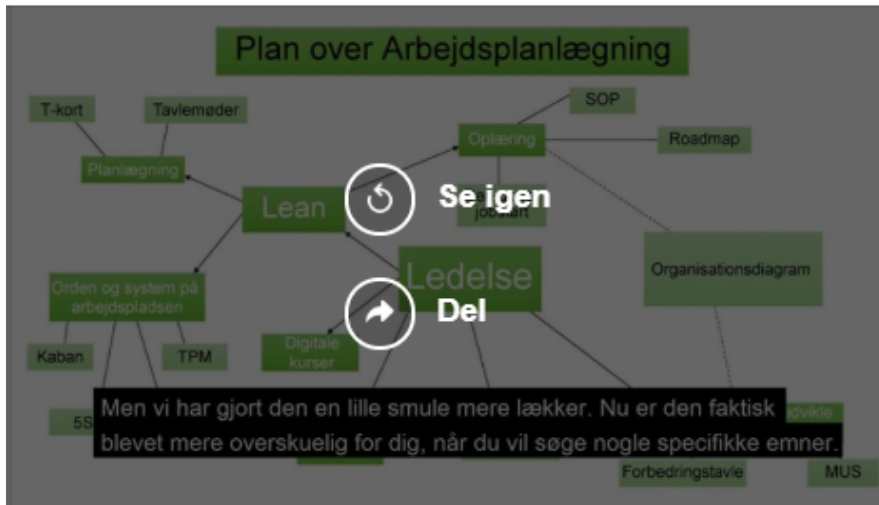 Plan over Arbejdsplanlægning
T-kort
Tavlemøder
SOP
Oplæring
Roadmap
Planlægning
Lean
Se igen
jobstart
Ledelse
Organisationsdiagram
Orden og system på
arbejdspladsen
Del
Digitale
kurser
Kaban
TPM
Men vi har gjort den en lille smule mere lækker. Nu er den faktisk
blevet mere overskuelig for dig, når du vil søge nogle specifikke emner.
5S
Forbedringstavle
MUS